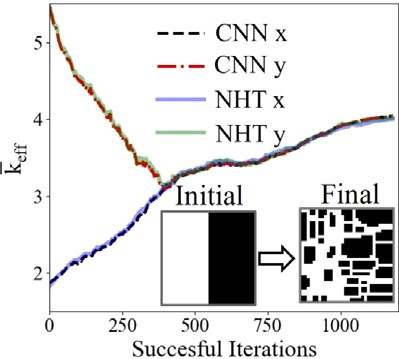 5
4
3
2
k̅eff
CNN x
CNN y
NHT x
NHT y
Initial
Final
0
250
500
750
1000
Succesful Iterations